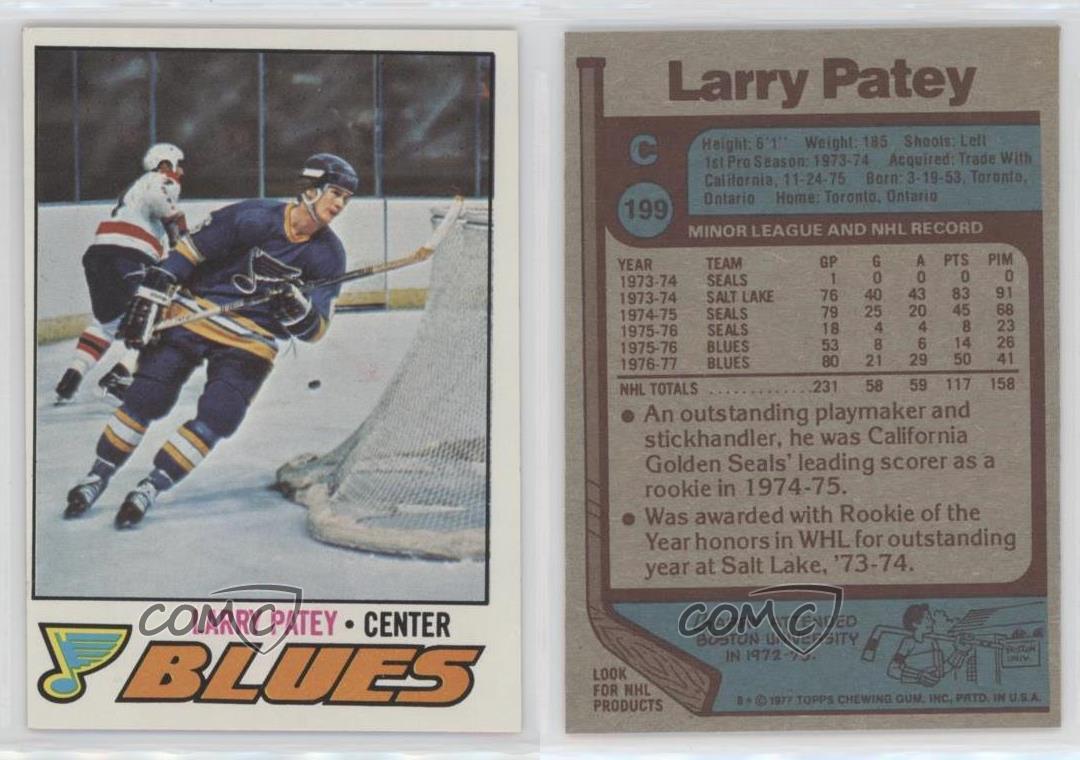 LARRY PATEY • CENTER
BLUES
COMC
Larry Patey
C
199
Height: 6'1'' Weight: 185 Shoots: Left
1st Pro Season: 1973-74 Acquired: Trade With
California, 11-24-75 Born: 3-19-53, Toronto,
Ontario Home: Toronto, Ontario
MINOR LEAGUE AND NHL RECORD
YEAR TEAM GP G A PTS PIM
1973-74 SEALS 1 0 0 0 0
1973-74 SALT LAKE 76 40 43 83 91
1974-75 SEALS 79 25 20 45 68
1975-76 SEALS 18 4 4 8 23
1975-76 BLUES 53 8 6 14 26
1976-77 BLUES 80 21 29 50 41
NHL TOTALS ............231 58 59 117 158
● An outstanding playmaker and
stickhandler, he was California
Golden Seals' leading scorer as a
rookie in 1974-75.
● Was awarded with Rookie of the
Year honors in WHL for outstanding
year at Salt Lake, '73-74.
COMC
BOSTON UNIVERSITY
IN 1972-73.
BOSTON
UNIV.
LOOK
FOR NHL
PRODUCTS
B * © 1977 TOPPS CHEWING GUM, INC. PRTD. IN U.S.A.